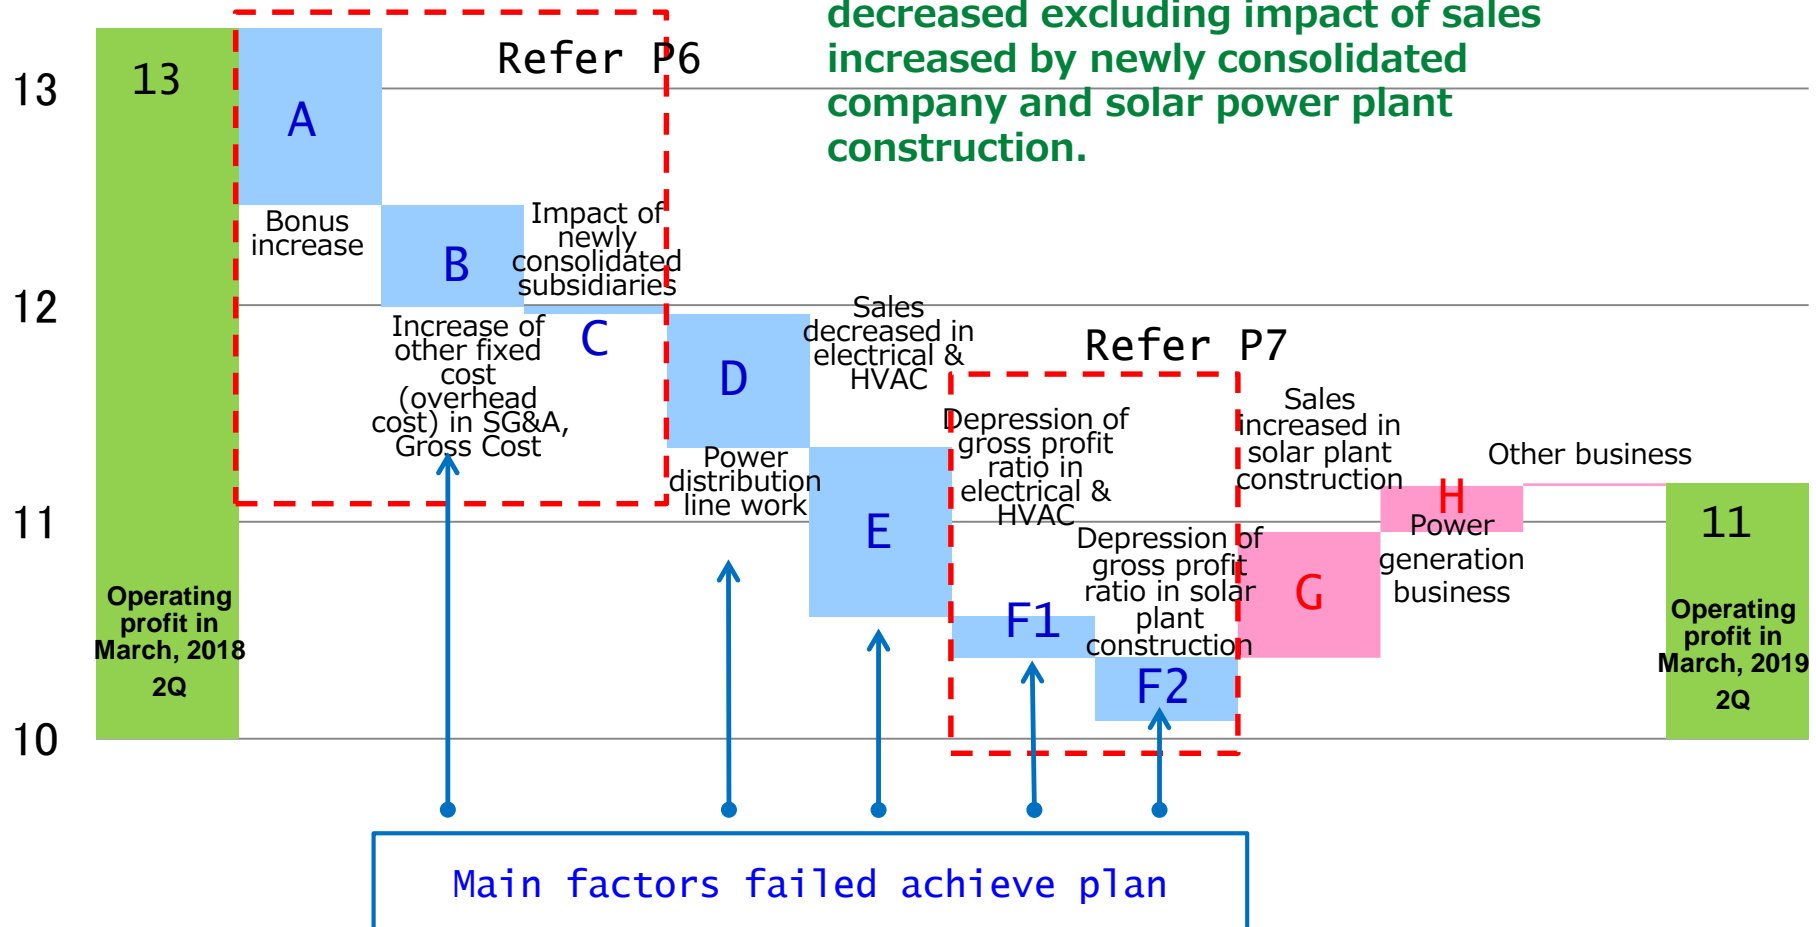 decreased excluding impact of sales
increased by newly consolidated
company and solar power plant
construction.
Refer P6
13
12
11
10
13
Operating
profit in
March, 2018
2Q
A
Bonus
increase
B
Increase of
other fixed
cost
(overhead
cost) in SG&A,
Gross Cost
Impact of
newly
consolidated
subsidiaries
C
D
Power
distribution
line work
Sales
decreased in
electrical &
HVAC
E
Refer P7
Depression of
gross profit
ratio in
electrical &
HVAC
F1
Depression of
gross profit
ratio in solar
plant
construction
F2
Sales
increased in
solar plant
construction
G
H
Power
generation
business
Other business
11
Operating
profit in
March, 2019
2Q
Main factors failed achieve plan